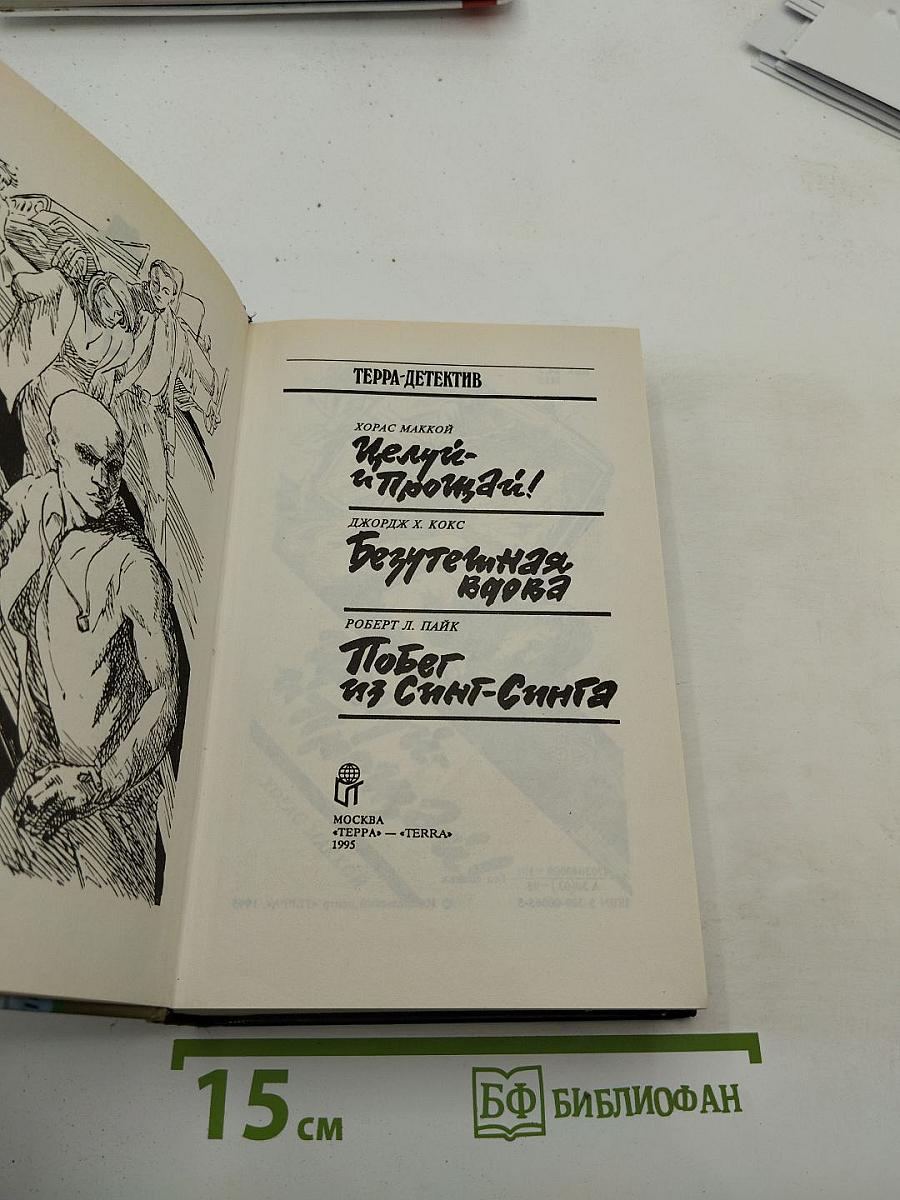 ТЕРРА-ДЕТЕКТИВ
ХОРАС МАККОЙ
Целуй-
и прощай!
ДЖОРДЖ Х. КОКС
Безутешная
вдова
РОБЕРТ Л. ПАЙК
Побег
из Синг-Синга
МОСКВА
«ТЕРРА» — «TERRA»
1995
15 см
БФ БИБЛИОФАН